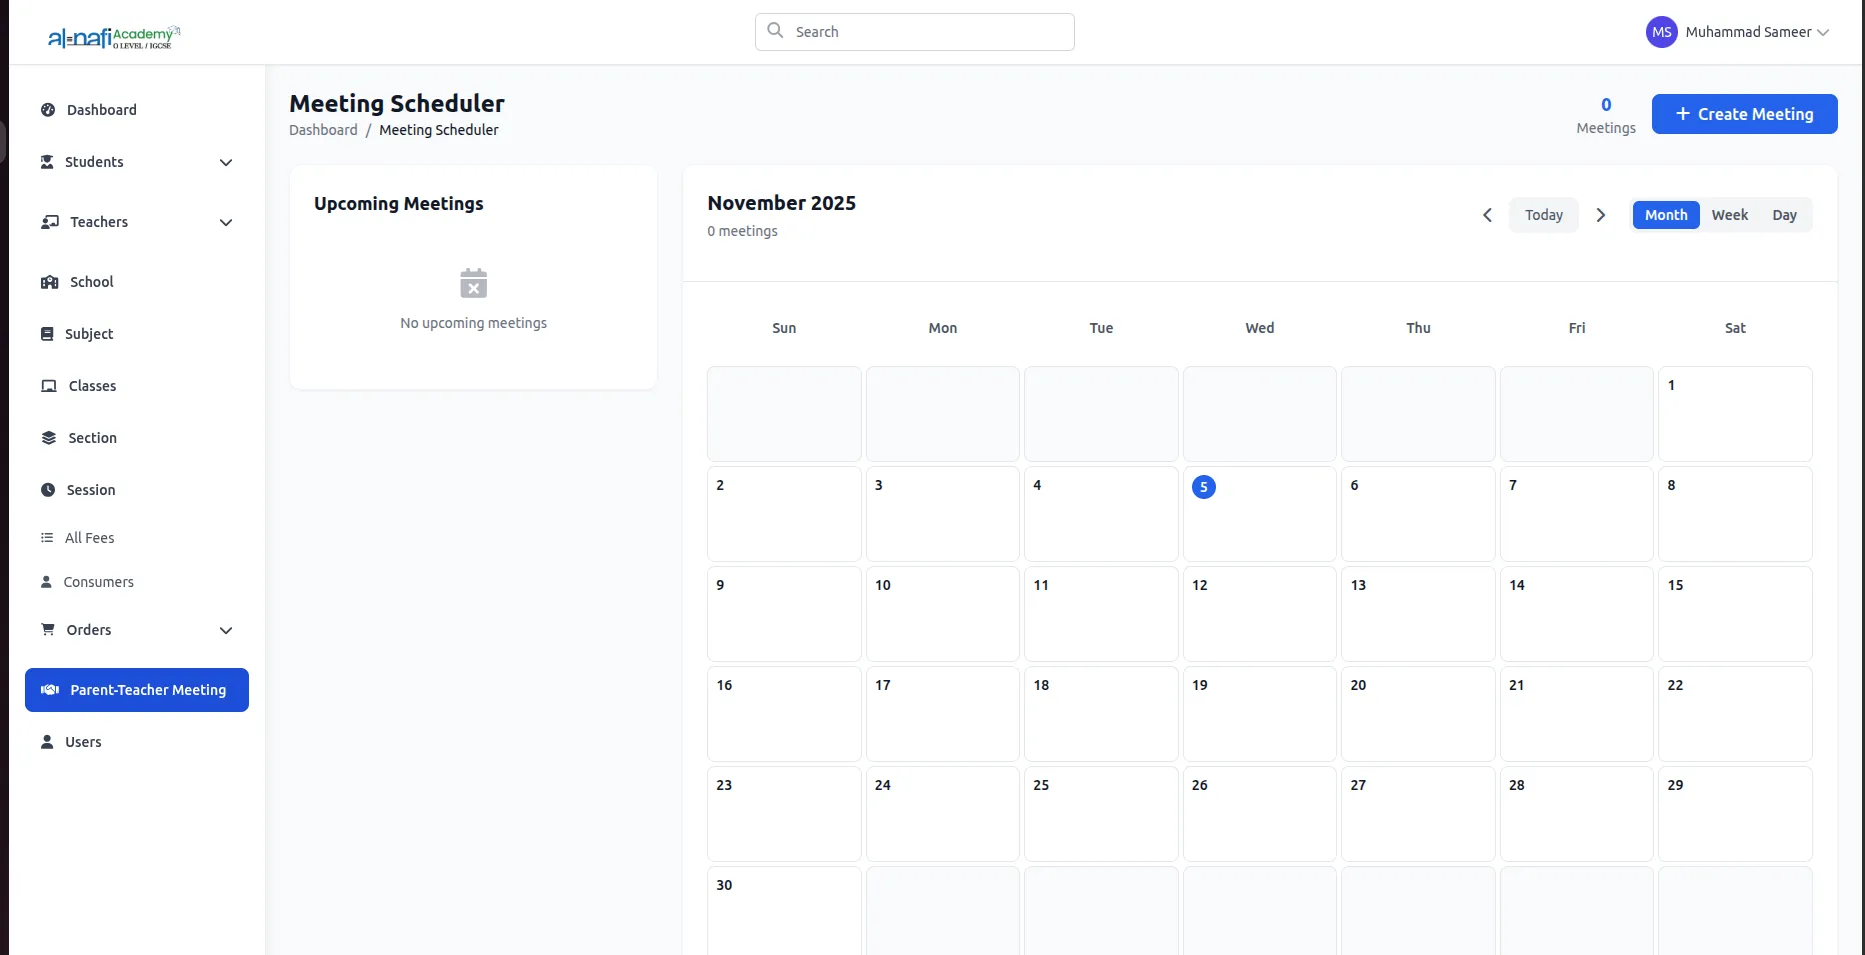 al-nafi Academy
O LEVEL / IGCSE
Search
MS Muhammad Sameer
Dashboard
Students
Teachers
School
Subject
Classes
Section
Session
All Fees
Consumers
Orders
Parent-Teacher Meeting
Users
Meeting Scheduler
Dashboard / Meeting Scheduler
0
Meetings
+ Create Meeting
Upcoming Meetings
No upcoming meetings
November 2025
0 meetings
Today
Month Week Day
Sun Mon Tue Wed Thu Fri Sat
1
2 3 4 5 6 7 8
9 10 11 12 13 14 15
16 17 18 19 20 21 22
23 24 25 26 27 28 29
30